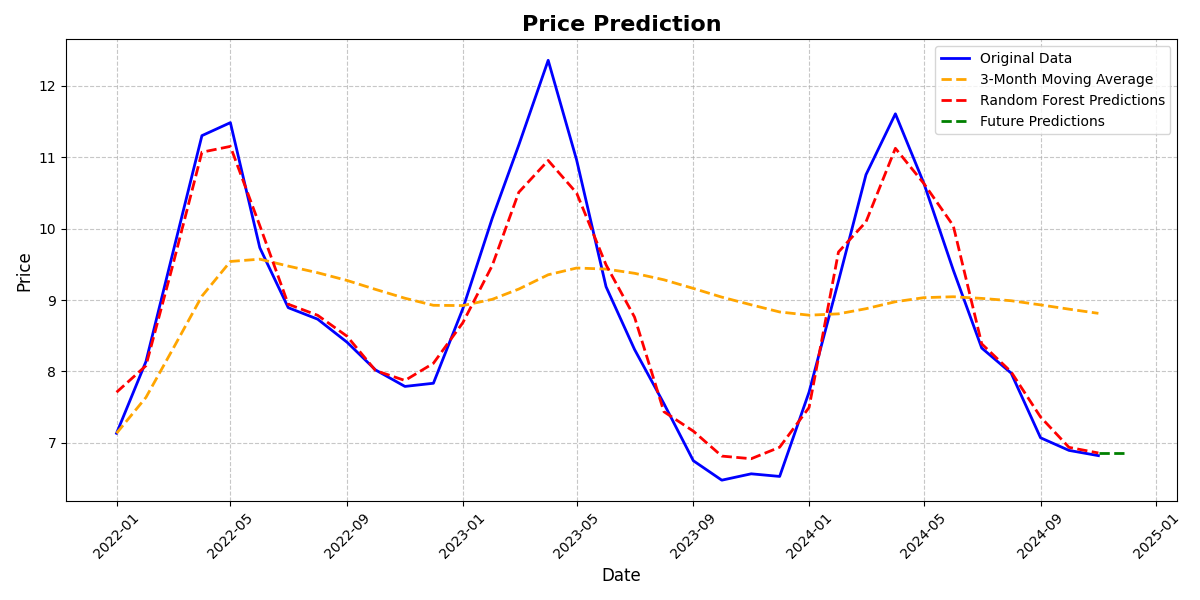 Price Prediction
Original Data
3-Month Moving Average
Random Forest Predictions
Future Predictions
Price
12
11
10
9
8
7
2022-01
2022-05
2022-09
2023-01
2023-05
2023-09
2024-01
2024-05
2024-09
2025-01
Date